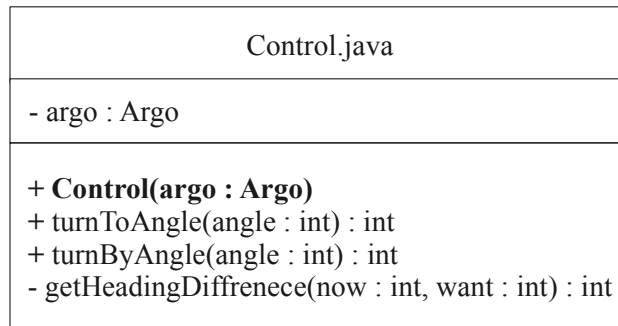 Control.java
- argo : Argo
+ Control(argo : Argo)
+ turnToAngle(angle : int) : int
+ turnByAngle(angle : int) : int
- getHeadingDiffrenece(now : int, want : int) : int